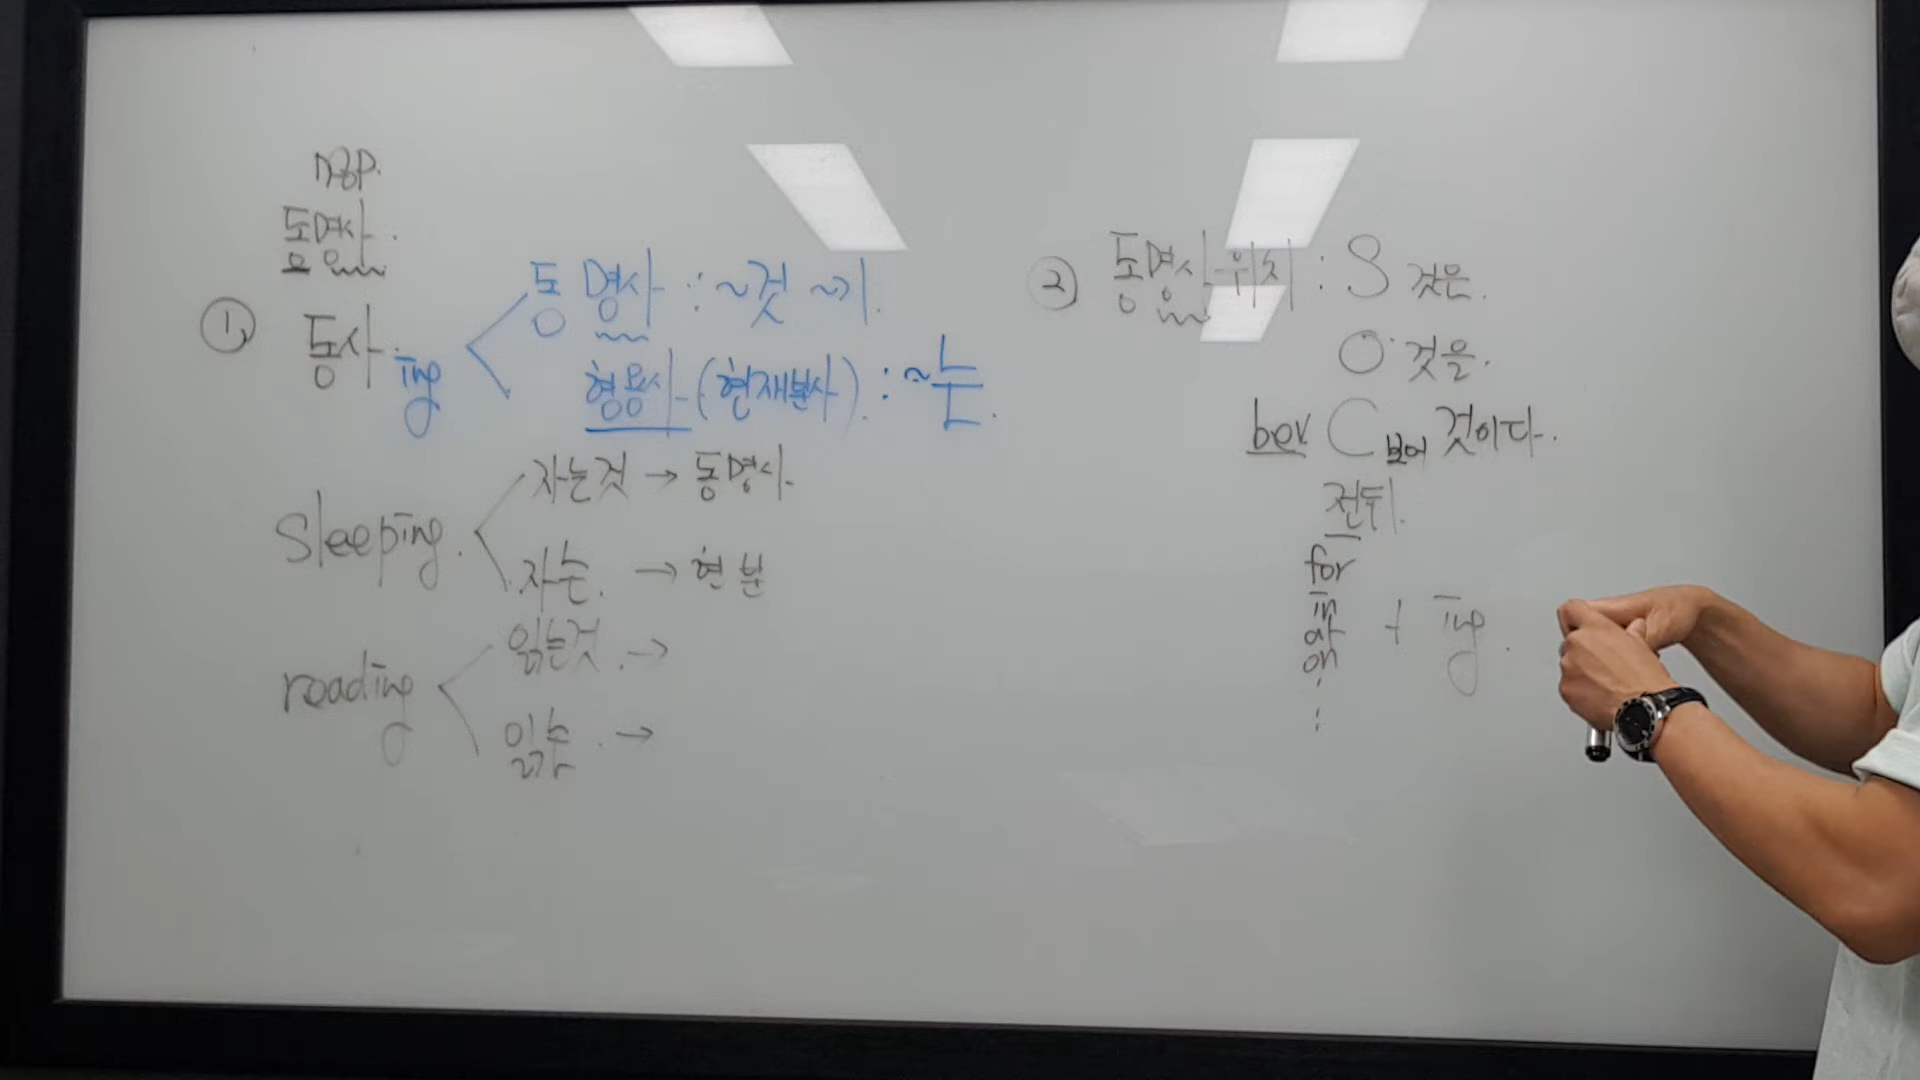 동명사.
① 동사 ing
동명사 : ~것 ~기.
형용사 (현재분사) : ~는.
sleeping.
자는것 → 동명사.
자는. → 현분
reading
읽는것. →
읽는. →
② 동명사 위치 : S 것은.
O 것을.
be v. C 보어 것이다.
전뒤.
for
in
at
on
+ ing.